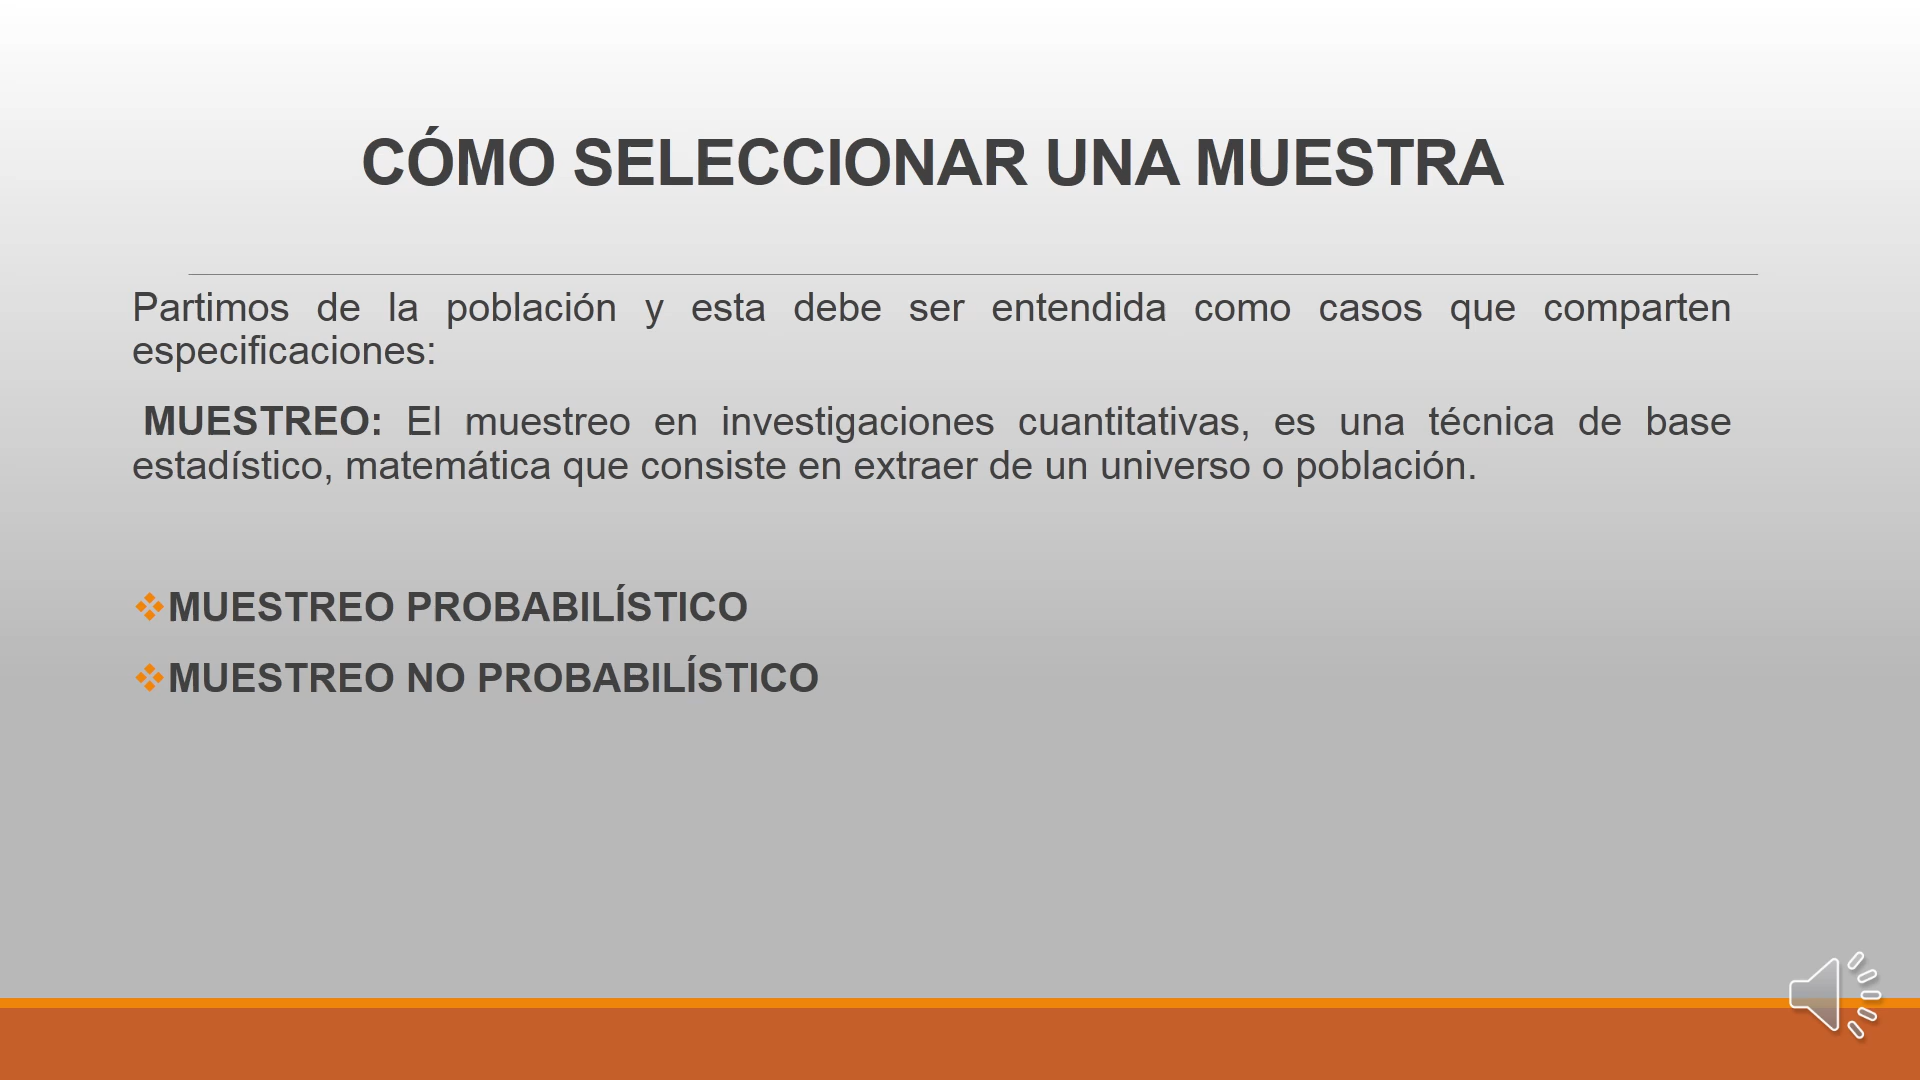 CÓMO SELECCIONAR UNA MUESTRA
Partimos de la población y esta debe ser entendida como casos que comparten
especificaciones:
MUESTREO: El muestreo en investigaciones cuantitativas, es una técnica de base
estadístico, matemática que consiste en extraer de un universo o población.
❖MUESTREO PROBABILÍSTICO
❖MUESTREO NO PROBABILÍSTICO